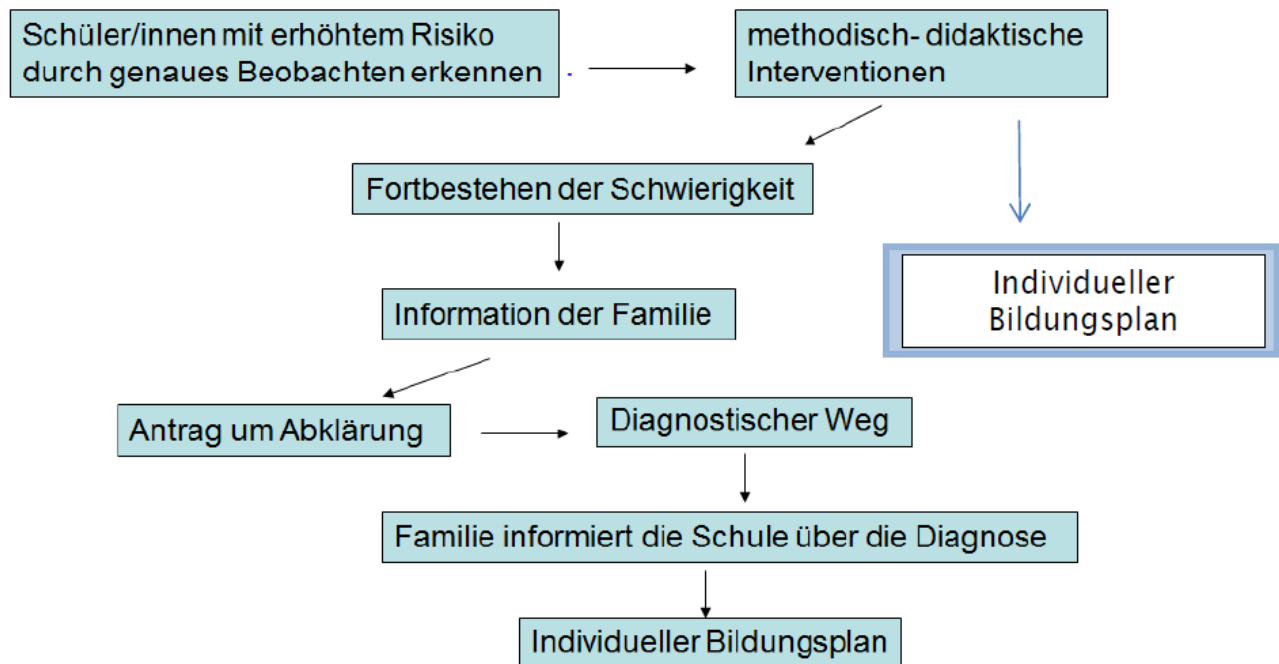 Schüler/innen mit erhöhtem Risiko
durch genaues Beobachten erkennen
methodisch- didaktische
Interventionen
Fortbestehen der Schwierigkeit
Individueller
Bildungsplan
Information der Familie
Antrag um Abklärung
Diagnostischer Weg
Familie informiert die Schule über die Diagnose
Individueller Bildungsplan